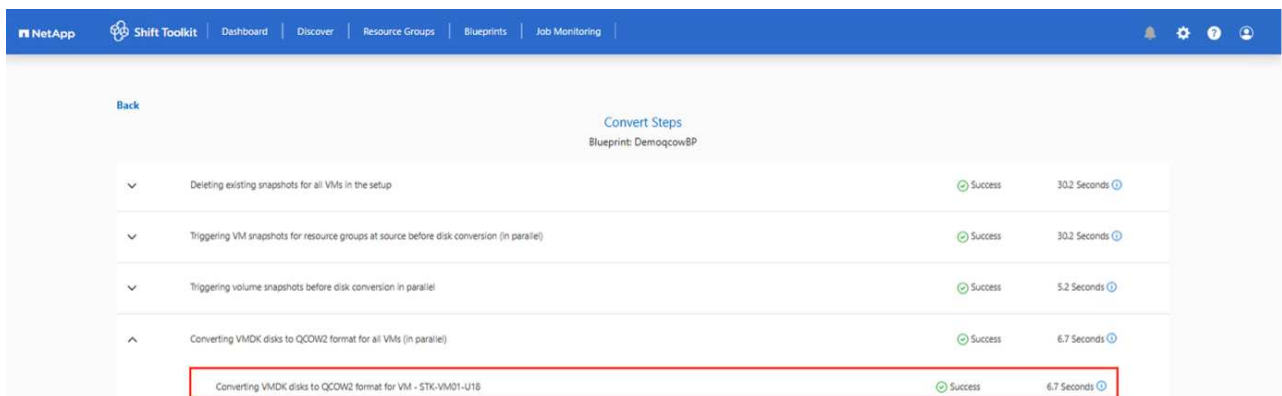 NetApp Shift Toolkit Dashboard Discover Resource Groups Blueprints Job Monitoring
Back
Convert Steps
Blueprint: DemoqcowBP
Deleting existing snapshots for all VMs in the setup Success 30.2 Seconds
Triggering VM snapshots for resource groups at source before disk conversion (in parallel) Success 30.2 Seconds
Triggering volume snapshots before disk conversion in parallel Success 5.2 Seconds
Converting VMDK disks to QCOW2 format for all VMs (in parallel) Success 6.7 Seconds
Converting VMDK disks to QCOW2 format for VM - STK-VM01-U18 Success 6.7 Seconds